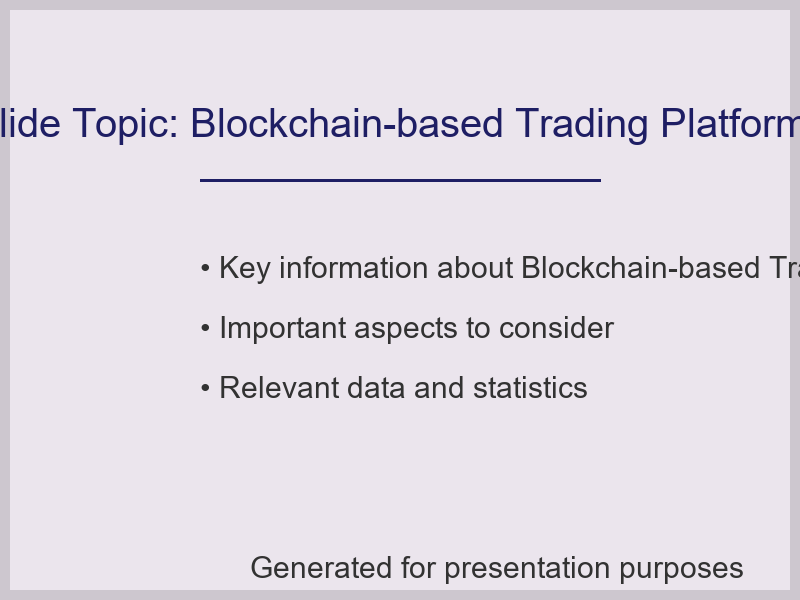 lide Topic: Blockchain-based Trading Platform
• Key information about Blockchain-based Tra
• Important aspects to consider
• Relevant data and statistics
Generated for presentation purposes